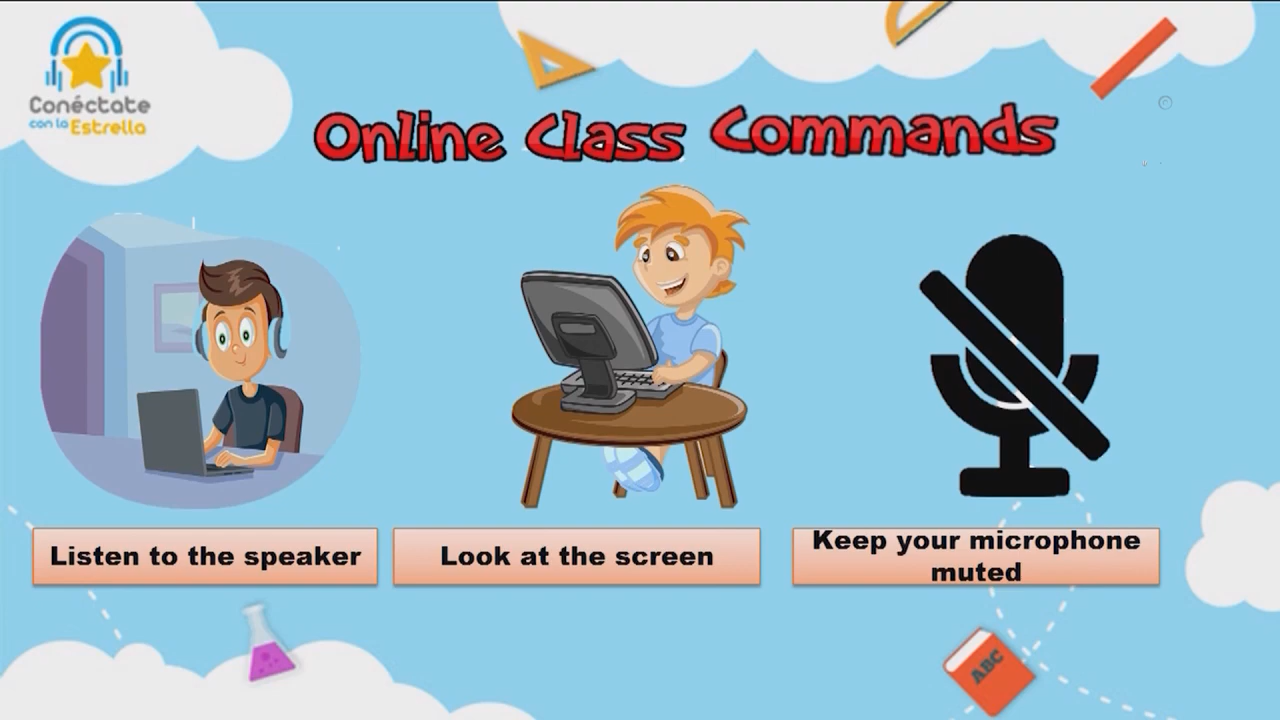 Conéctate
con la Estrella
Online Class Commands
Listen to the speaker
Look at the screen
Keep your microphone
muted
ABC